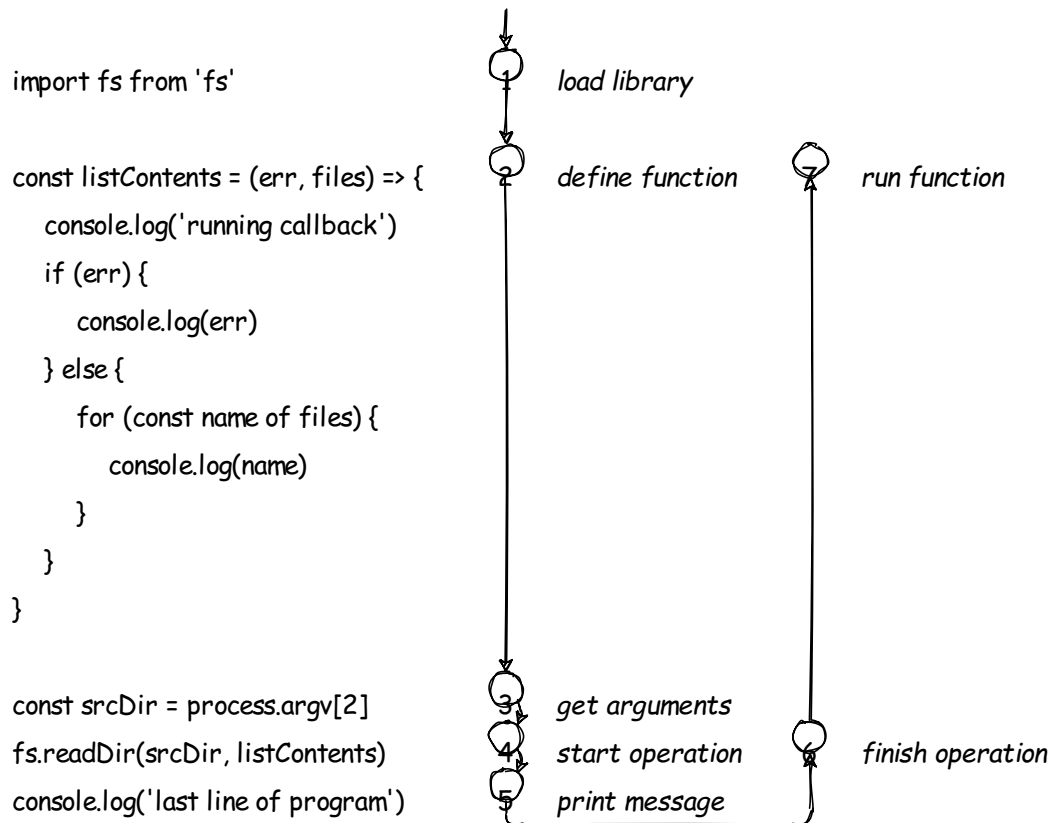 import fs from 'fs'
1 load library
const listContents = (err, files) => {
2 define function
7 run function
console.log('running callback')
if (err) {
console.log(err)
} else {
for (const name of files) {
console.log(name)
}
}
}
const srcDir = process.argv[2]
3 get arguments
fs.readDir(srcDir, listContents)
4 start operation
6 finish operation
console.log('last line of program')
5 print message